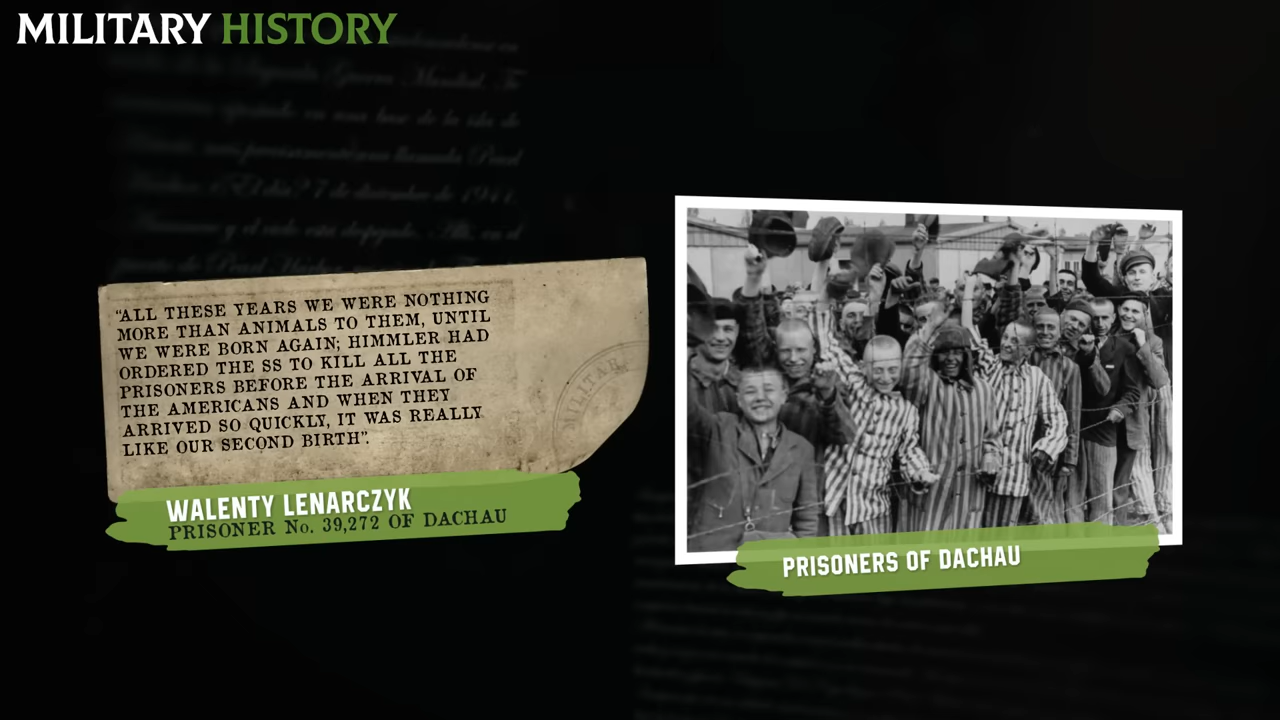 MILITARY HISTORY
“ALL THESE YEARS WE WERE NOTHING
MORE THAN ANIMALS TO THEM, UNTIL
WE WERE BORN AGAIN; HIMMLER HAD
ORDERED THE SS TO KILL ALL THE
PRISONERS BEFORE THE ARRIVAL OF
THE AMERICANS AND WHEN THEY
ARRIVED SO QUICKLY, IT WAS REALLY
LIKE OUR SECOND BIRTH”.
MILITAR
WALENTY LENARCZYK
PRISONER No. 39,272 OF DACHAU
PRISONERS OF DACHAU